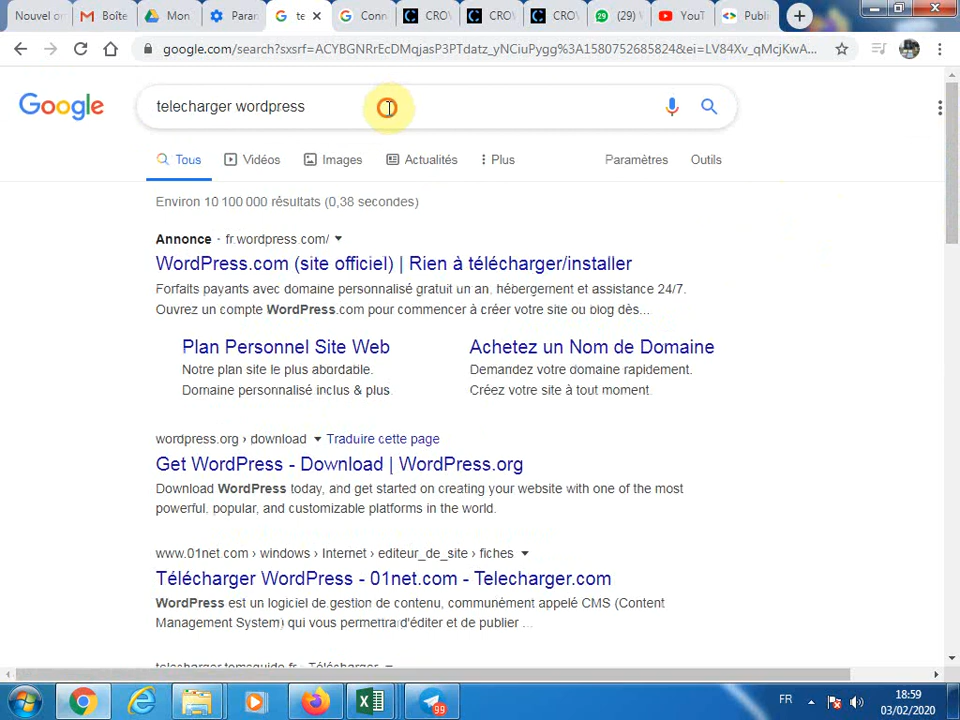 Nouvel o
Boîte
Mon
Paran
te
Conn
CRO
CRO
CRO
(29)
YouT
Publi
google.com/search?sxsrf=ACYBGNRrEcDMqjasP3PTdatz_yNCiuPygg%3A1580752685824&ei=LV84Xv_qMcjKwA...
Google
telecharger wordpress
Tous
Vidéos
Images
Actualités
Plus
Paramètres
Outils
Environ 10 100 000 résultats (0,38 secondes)
Annonce - fr.wordpress.com/
WordPress.com (site officiel) | Rien à télécharger/installer
Forfaits payants avec domaine personnalisé gratuit un an, hébergement et assistance 24/7.
Ouvrez un compte WordPress.com pour commencer à créer votre site ou blog dès...
Plan Personnel Site Web
Notre plan site le plus abordable.
Domaine personnalisé inclus & plus.
Achetez un Nom de Domaine
Demandez votre domaine rapidement.
Créez votre site à tout moment.
wordpress.org › download
Traduire cette page
Get WordPress - Download | WordPress.org
Download WordPress today, and get started on creating your website with one of the most
powerful, popular, and customizable platforms in the world.
www.01net.com › windows › Internet › editeur_de_site › fiches
Télécharger WordPress - 01net.com - Telecharger.com
WordPress est un logiciel de gestion de contenu, communément appelé CMS (Content
Management System) qui vous permettra d'éditer et de publier ...
telecharger.tomsguide.fr › Télécharger
99
FR
18:59
03/02/2020